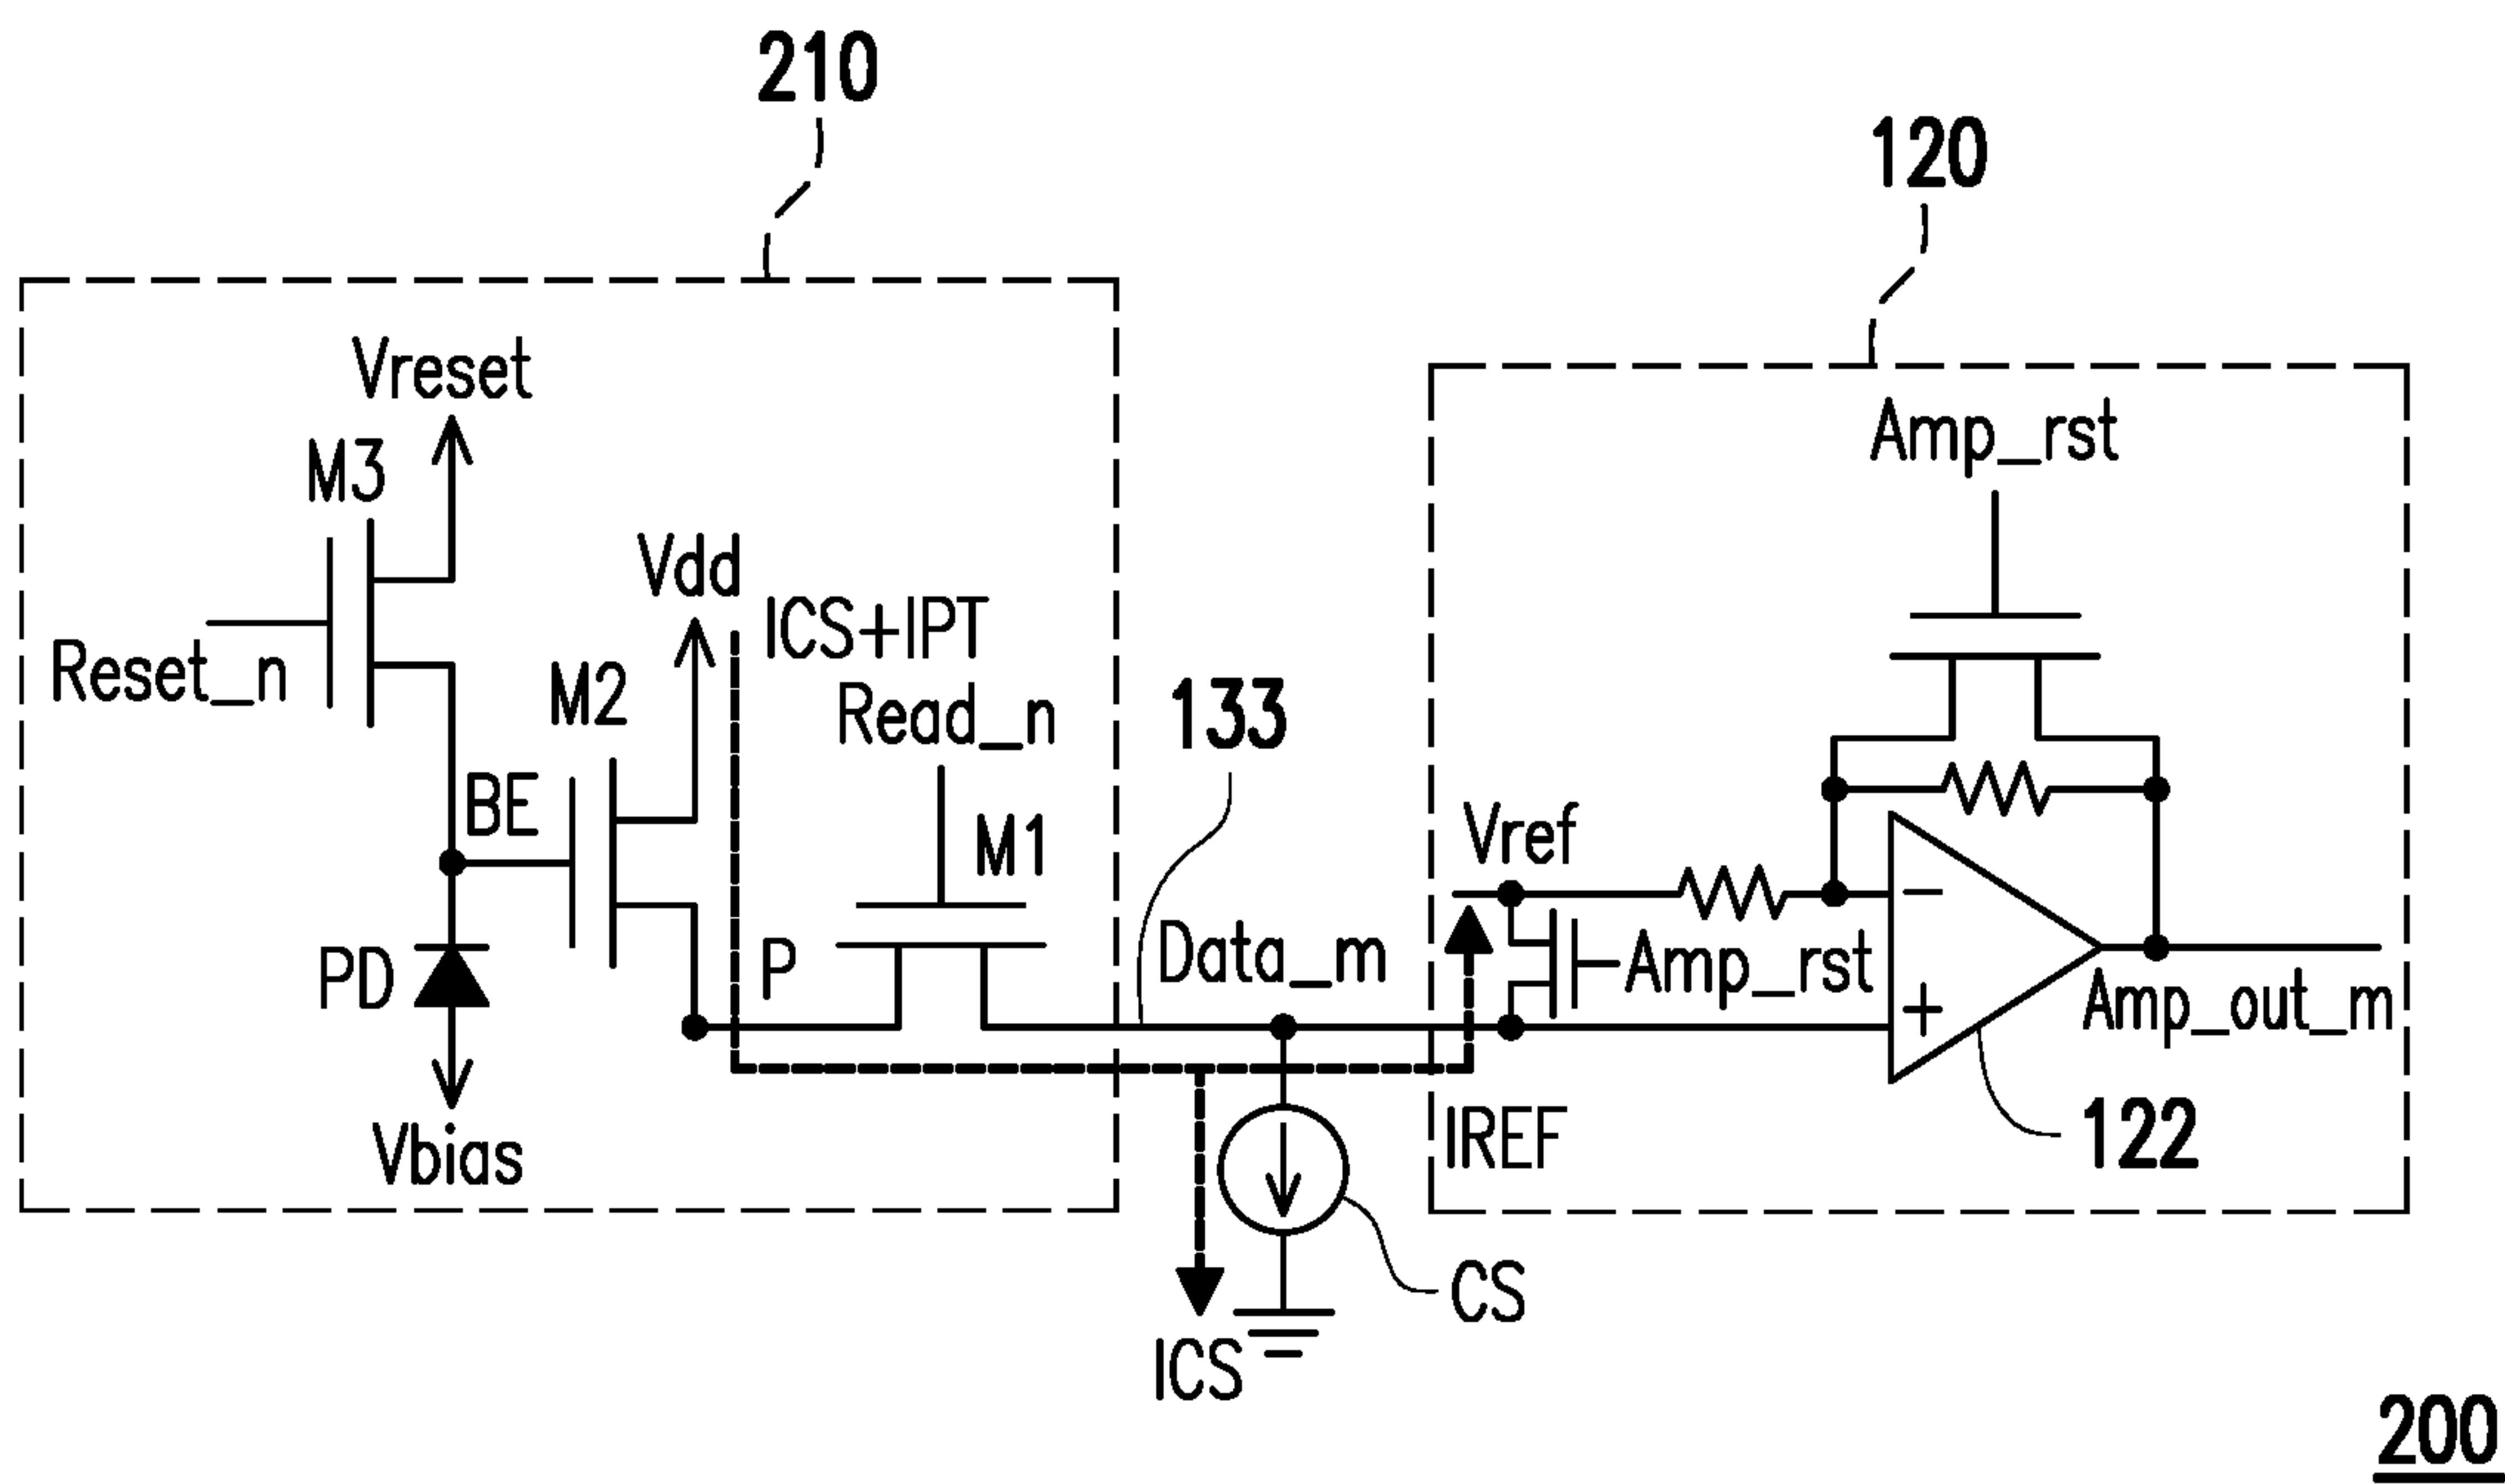 210
120
Vreset
Amp_rst
M3
Vdd
ICS+IPT
Reset_n
M2
Read_n
133
BE
M1
Vref
P
Data_m
Amp_rst
−
PD
+
Amp_out_m
Vbias
IREF
122
CS
ICS
200